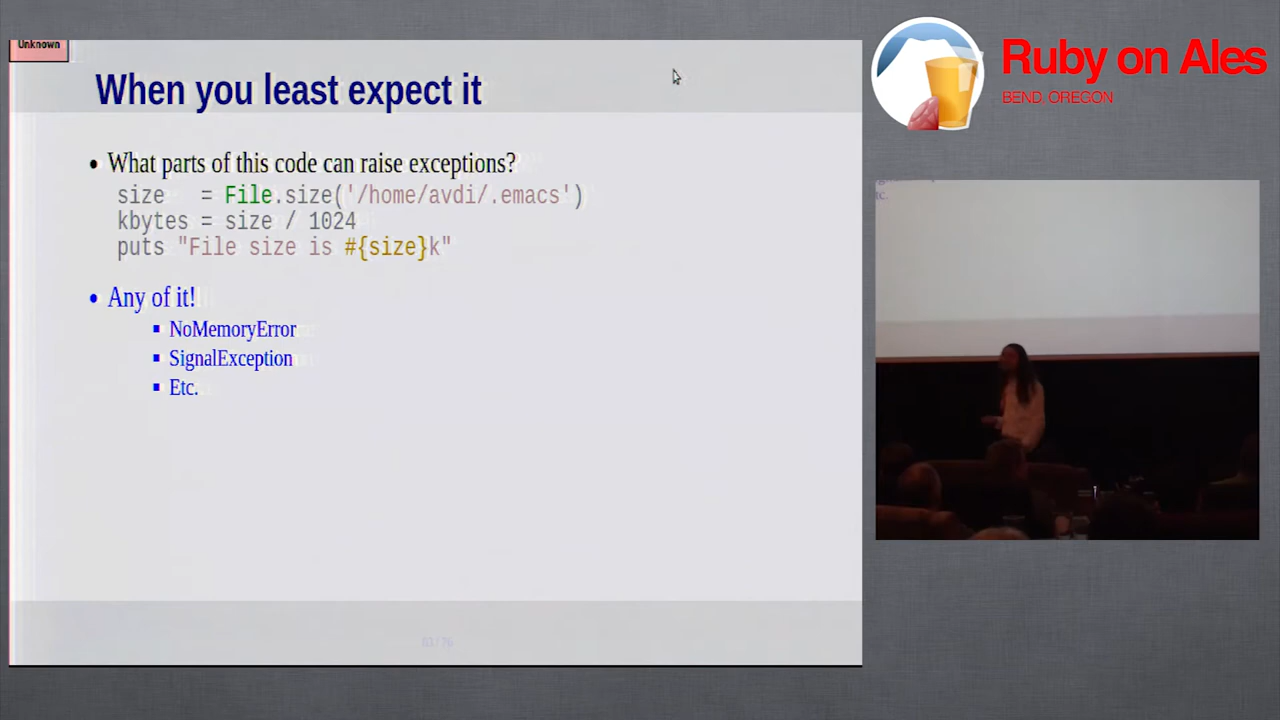 Unknown
When you least expect it
• What parts of this code can raise exceptions?
size = File.size('/home/avdi/.emacs')
kbytes = size / 1024
puts "File size is #{size}k"
• Any of it!
▪ NoMemoryError
▪ SignalException
▪ Etc.
Ruby on Ales
BEND, OREGON